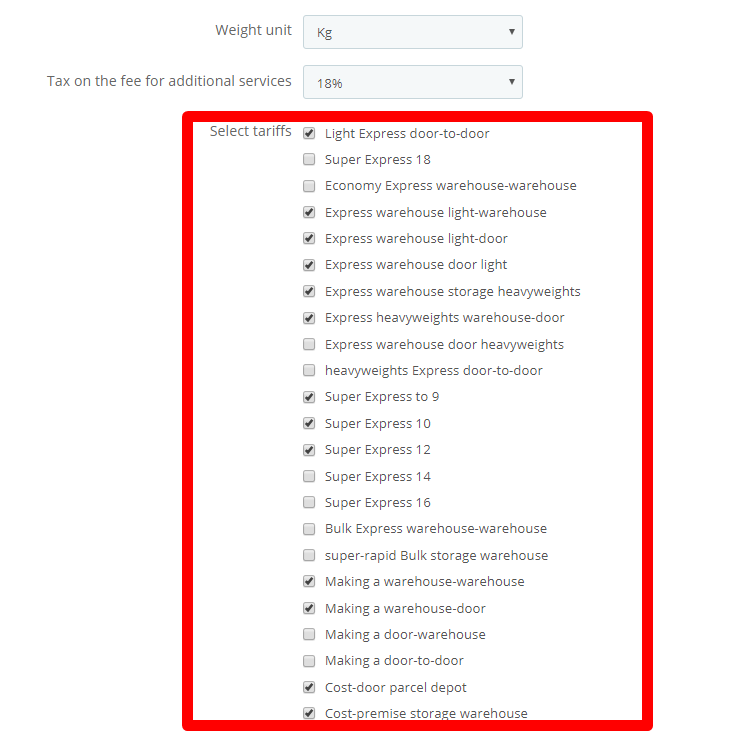 Weight unit Kg
Tax on the fee for additional services 18%
Select tariffs Light Express door-to-door
Super Express 18
Economy Express warehouse-warehouse
Express warehouse light-warehouse
Express warehouse light-door
Express warehouse door light
Express warehouse storage heavyweights
Express heavyweights warehouse-door
Express warehouse door heavyweights
heavyweights Express door-to-door
Super Express to 9
Super Express 10
Super Express 12
Super Express 14
Super Express 16
Bulk Express warehouse-warehouse
super-rapid Bulk storage warehouse
Making a warehouse-warehouse
Making a warehouse-door
Making a door-warehouse
Making a door-to-door
Cost-door parcel depot
Cost-premise storage warehouse